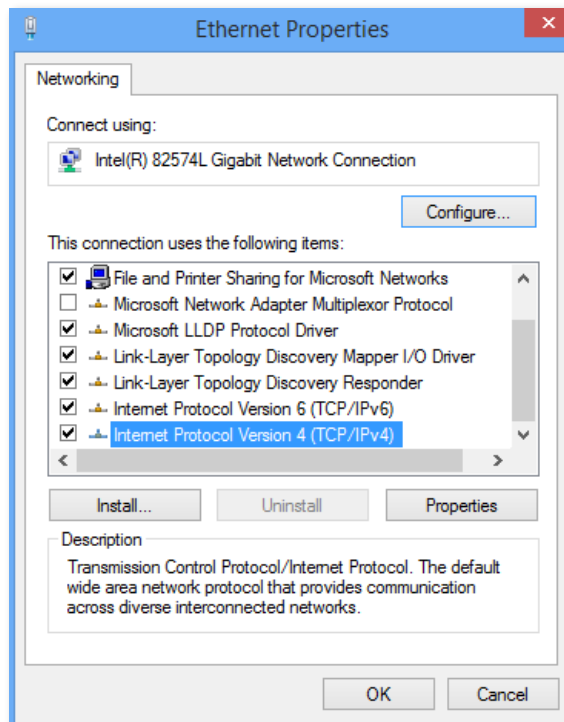 Ethernet Properties
Networking
Connect using:
Intel(R) 82574L Gigabit Network Connection
Configure...
This connection uses the following items:
File and Printer Sharing for Microsoft Networks
Microsoft Network Adapter Multiplexor Protocol
Microsoft LLDP Protocol Driver
Link-Layer Topology Discovery Mapper I/O Driver
Link-Layer Topology Discovery Responder
Internet Protocol Version 6 (TCP/IPv6)
Internet Protocol Version 4 (TCP/IPv4)
Install... Uninstall Properties
Description
Transmission Control Protocol/Internet Protocol. The default
wide area network protocol that provides communication
across diverse interconnected networks.
OK Cancel